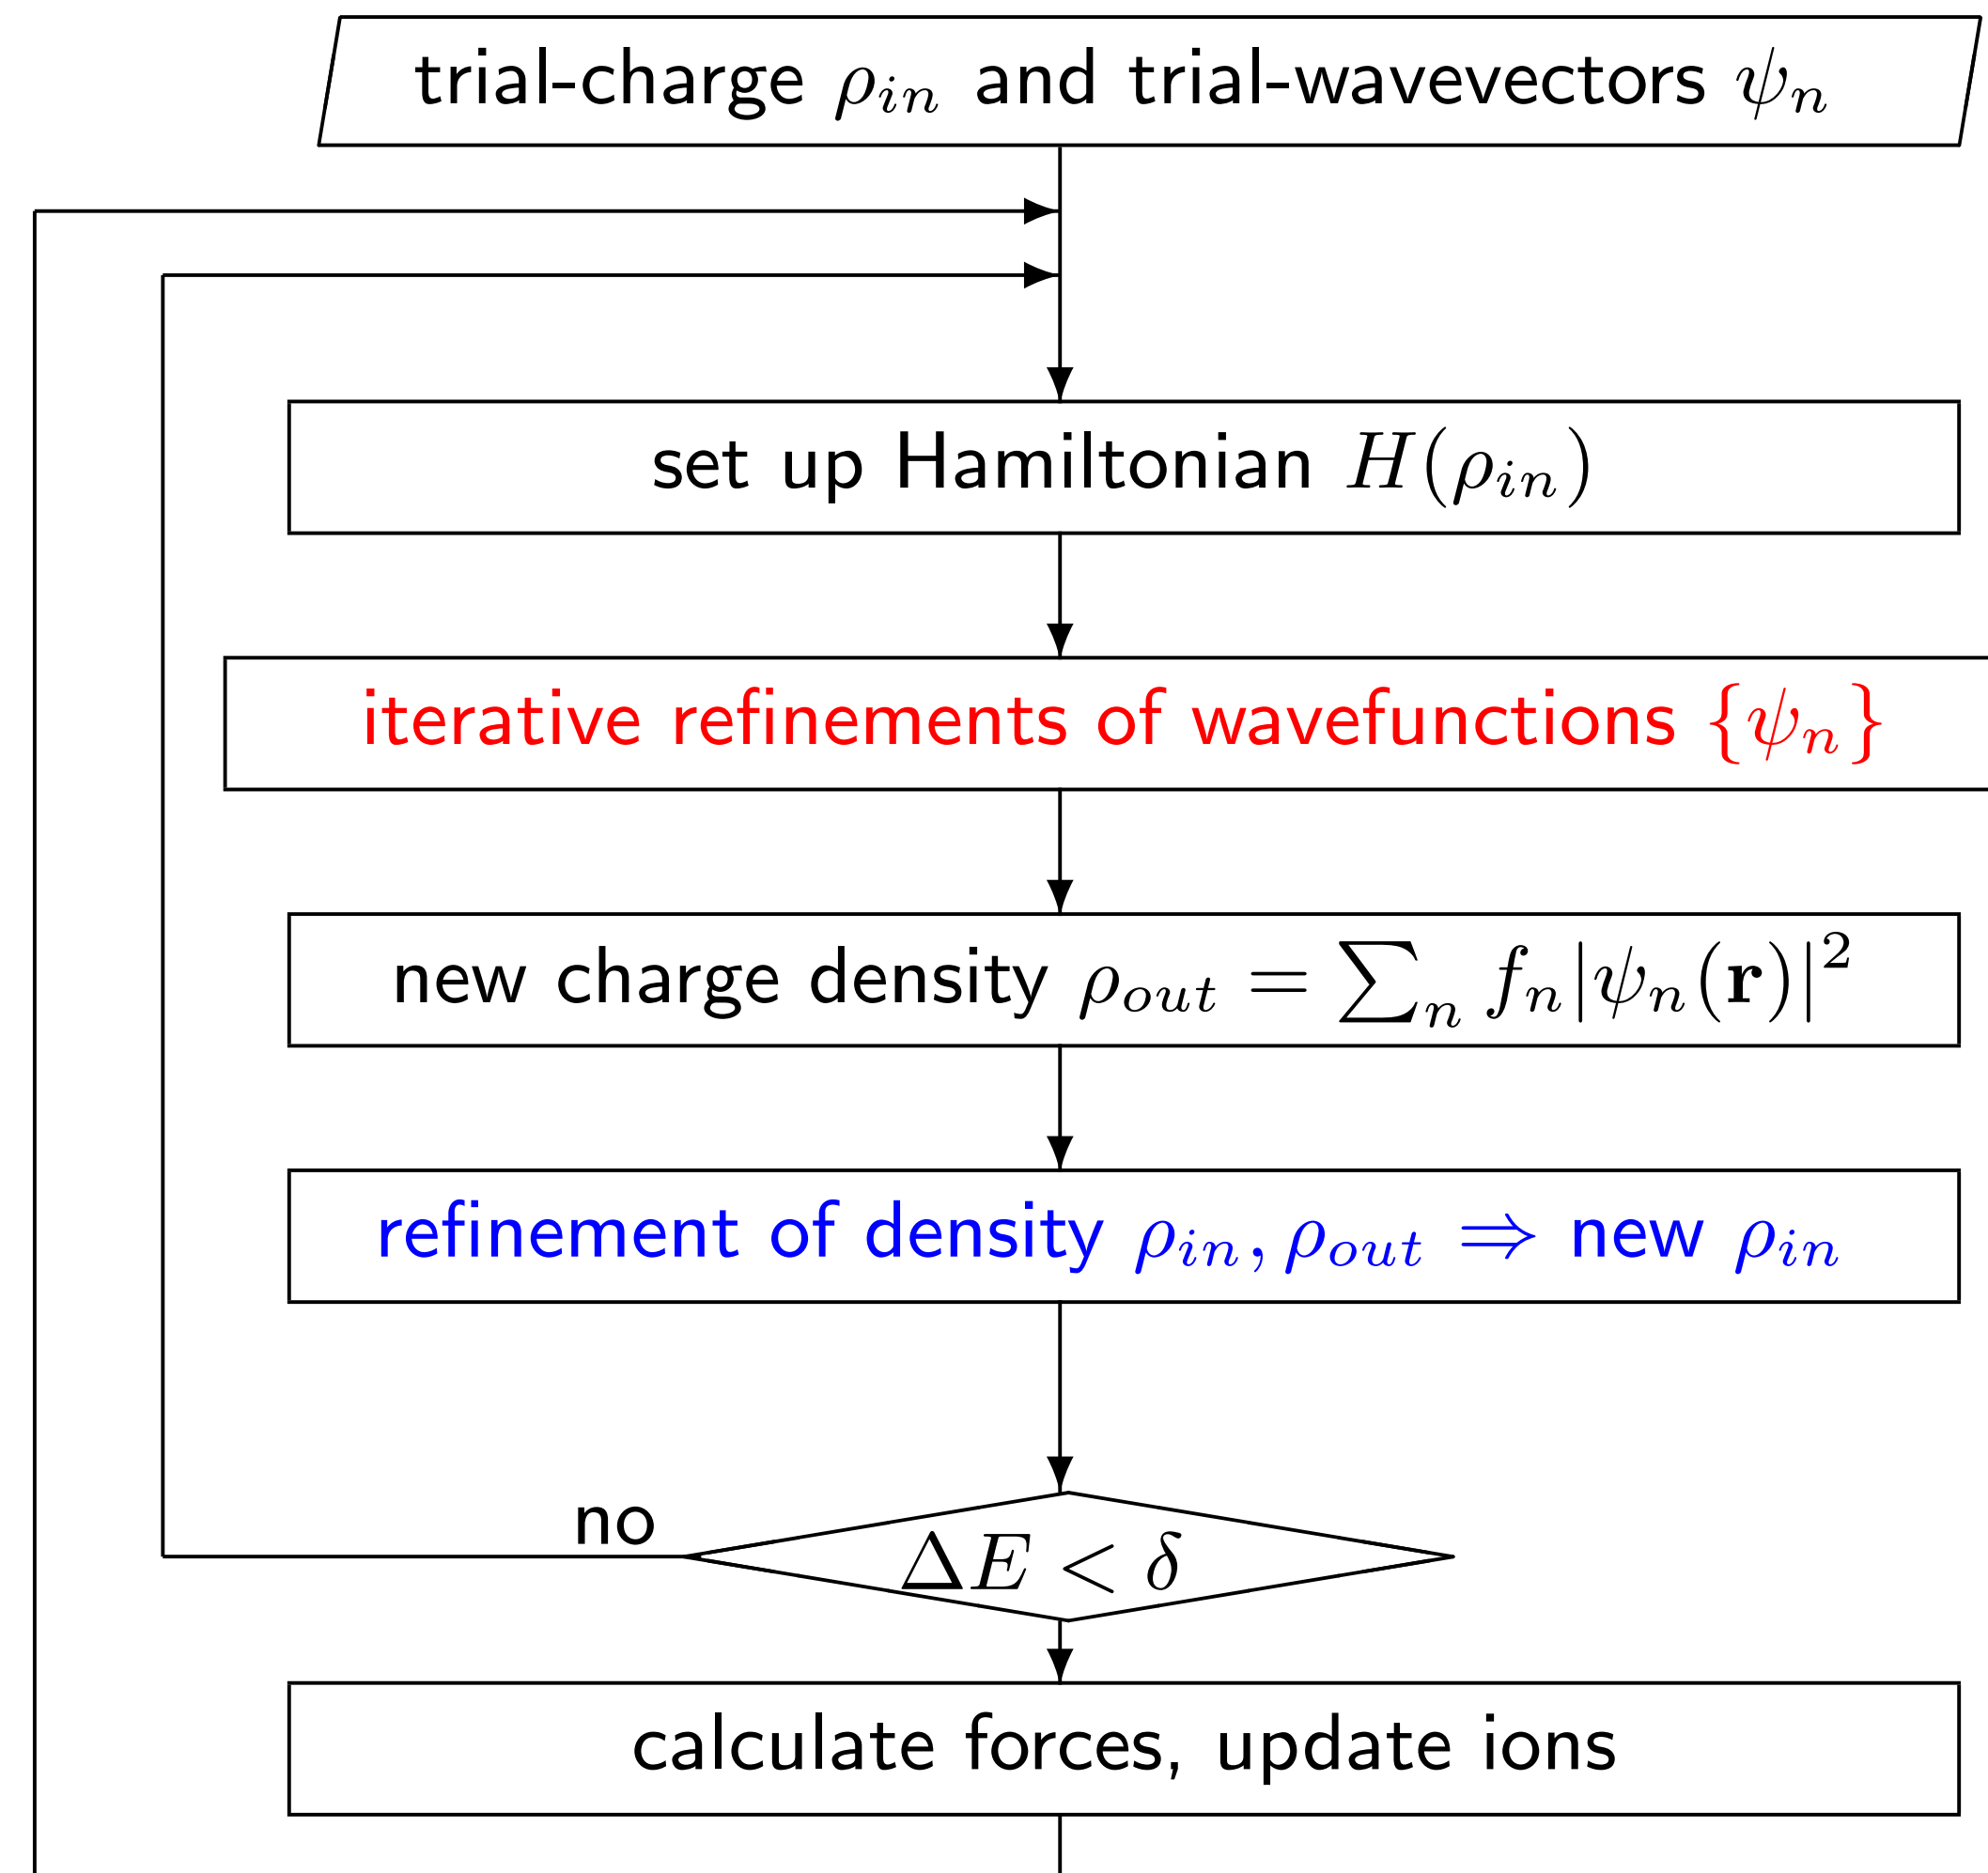 trial-charge ρ_in and trial-wavevectors ψ_n
set up Hamiltonian H(ρ_in)
iterative refinements of wavefunctions {ψ_n}
new charge density ρ_out = ∑_n f_n|ψ_n(r)|²
refinement of density ρ_in, ρ_out ⇒ new ρ_in
no
ΔE < δ
calculate forces, update ions